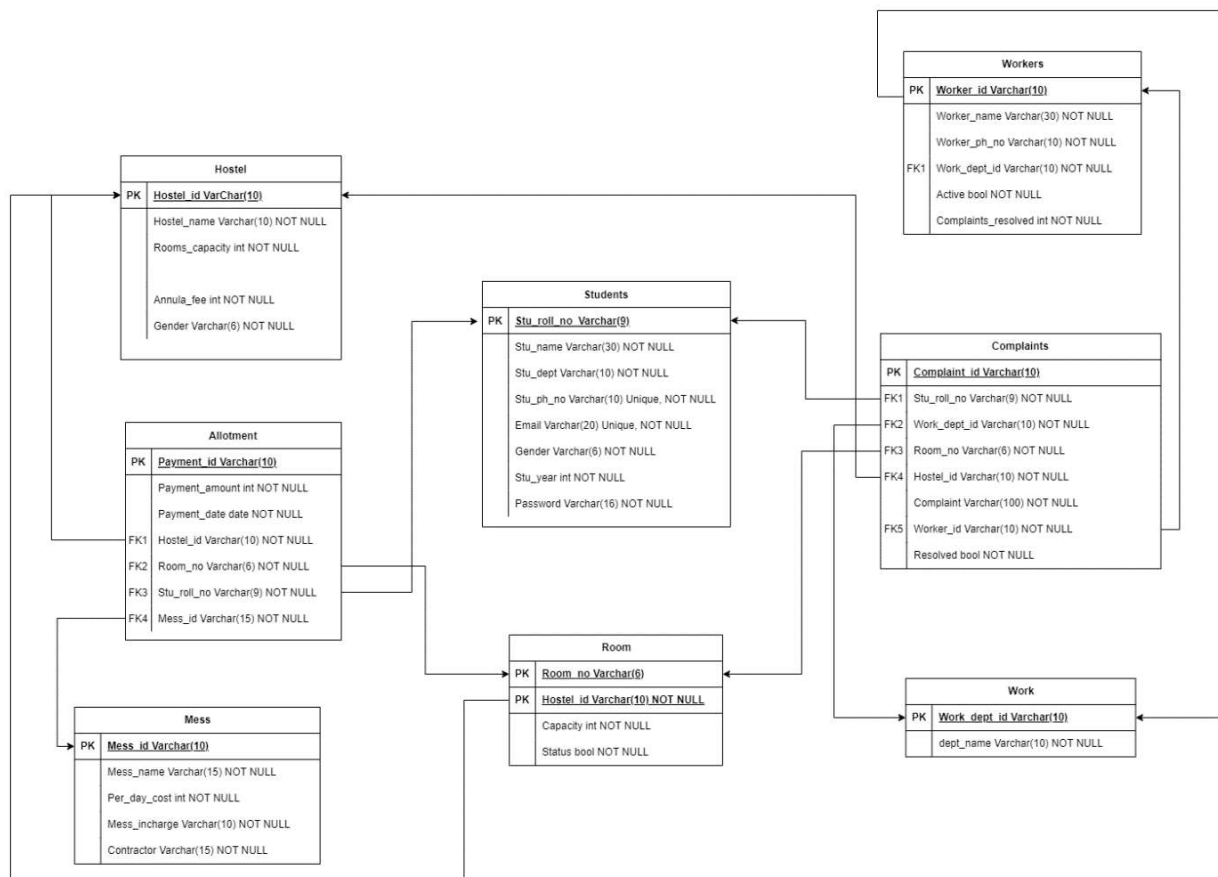 Workers
PK Worker_id Varchar(10)
Worker_name Varchar(30) NOT NULL
Worker_ph_no Varchar(10) NOT NULL
FK1 Work_dept_id Varchar(10) NOT NULL
Active bool NOT NULL
Complaints_resolved int NOT NULL
Hostel
PK Hostel_id VarChar(10)
Hostel_name Varchar(10) NOT NULL
Rooms_capacity int NOT NULL
Annula_fee int NOT NULL
Gender Varchar(6) NOT NULL
Students
PK Stu_roll_no Varchar(9)
Stu_name Varchar(30) NOT NULL
Stu_dept Varchar(10) NOT NULL
Stu_ph_no Varchar(10) Unique, NOT NULL
Email Varchar(20) Unique, NOT NULL
Gender Varchar(6) NOT NULL
Stu_year int NOT NULL
Password Varchar(16) NOT NULL
Complaints
PK Complaint_id Varchar(10)
FK1 Stu_roll_no Varchar(9) NOT NULL
FK2 Work_dept_id Varchar(10) NOT NULL
FK3 Room_no Varchar(6) NOT NULL
FK4 Hostel_id Varchar(10) NOT NULL
Complaint Varchar(100) NOT NULL
FK5 Worker_id Varchar(10) NOT NULL
Resolved bool NOT NULL
Allotment
PK Payment_id Varchar(10)
Payment_amount int NOT NULL
Payment_date date NOT NULL
FK1 Hostel_id Varchar(10) NOT NULL
FK2 Room_no Varchar(6) NOT NULL
FK3 Stu_roll_no Varchar(9) NOT NULL
FK4 Mess_id Varchar(15) NOT NULL
Room
PK Room_no Varchar(6)
PK Hostel_id Varchar(10) NOT NULL
Capacity int NOT NULL
Status bool NOT NULL
Work
PK Work_dept_id Varchar(10)
dept_name Varchar(10) NOT NULL
Mess
PK Mess_id Varchar(10)
Mess_name Varchar(15) NOT NULL
Per_day_cost int NOT NULL
Mess_incharge Varchar(10) NOT NULL
Contractor Varchar(15) NOT NULL